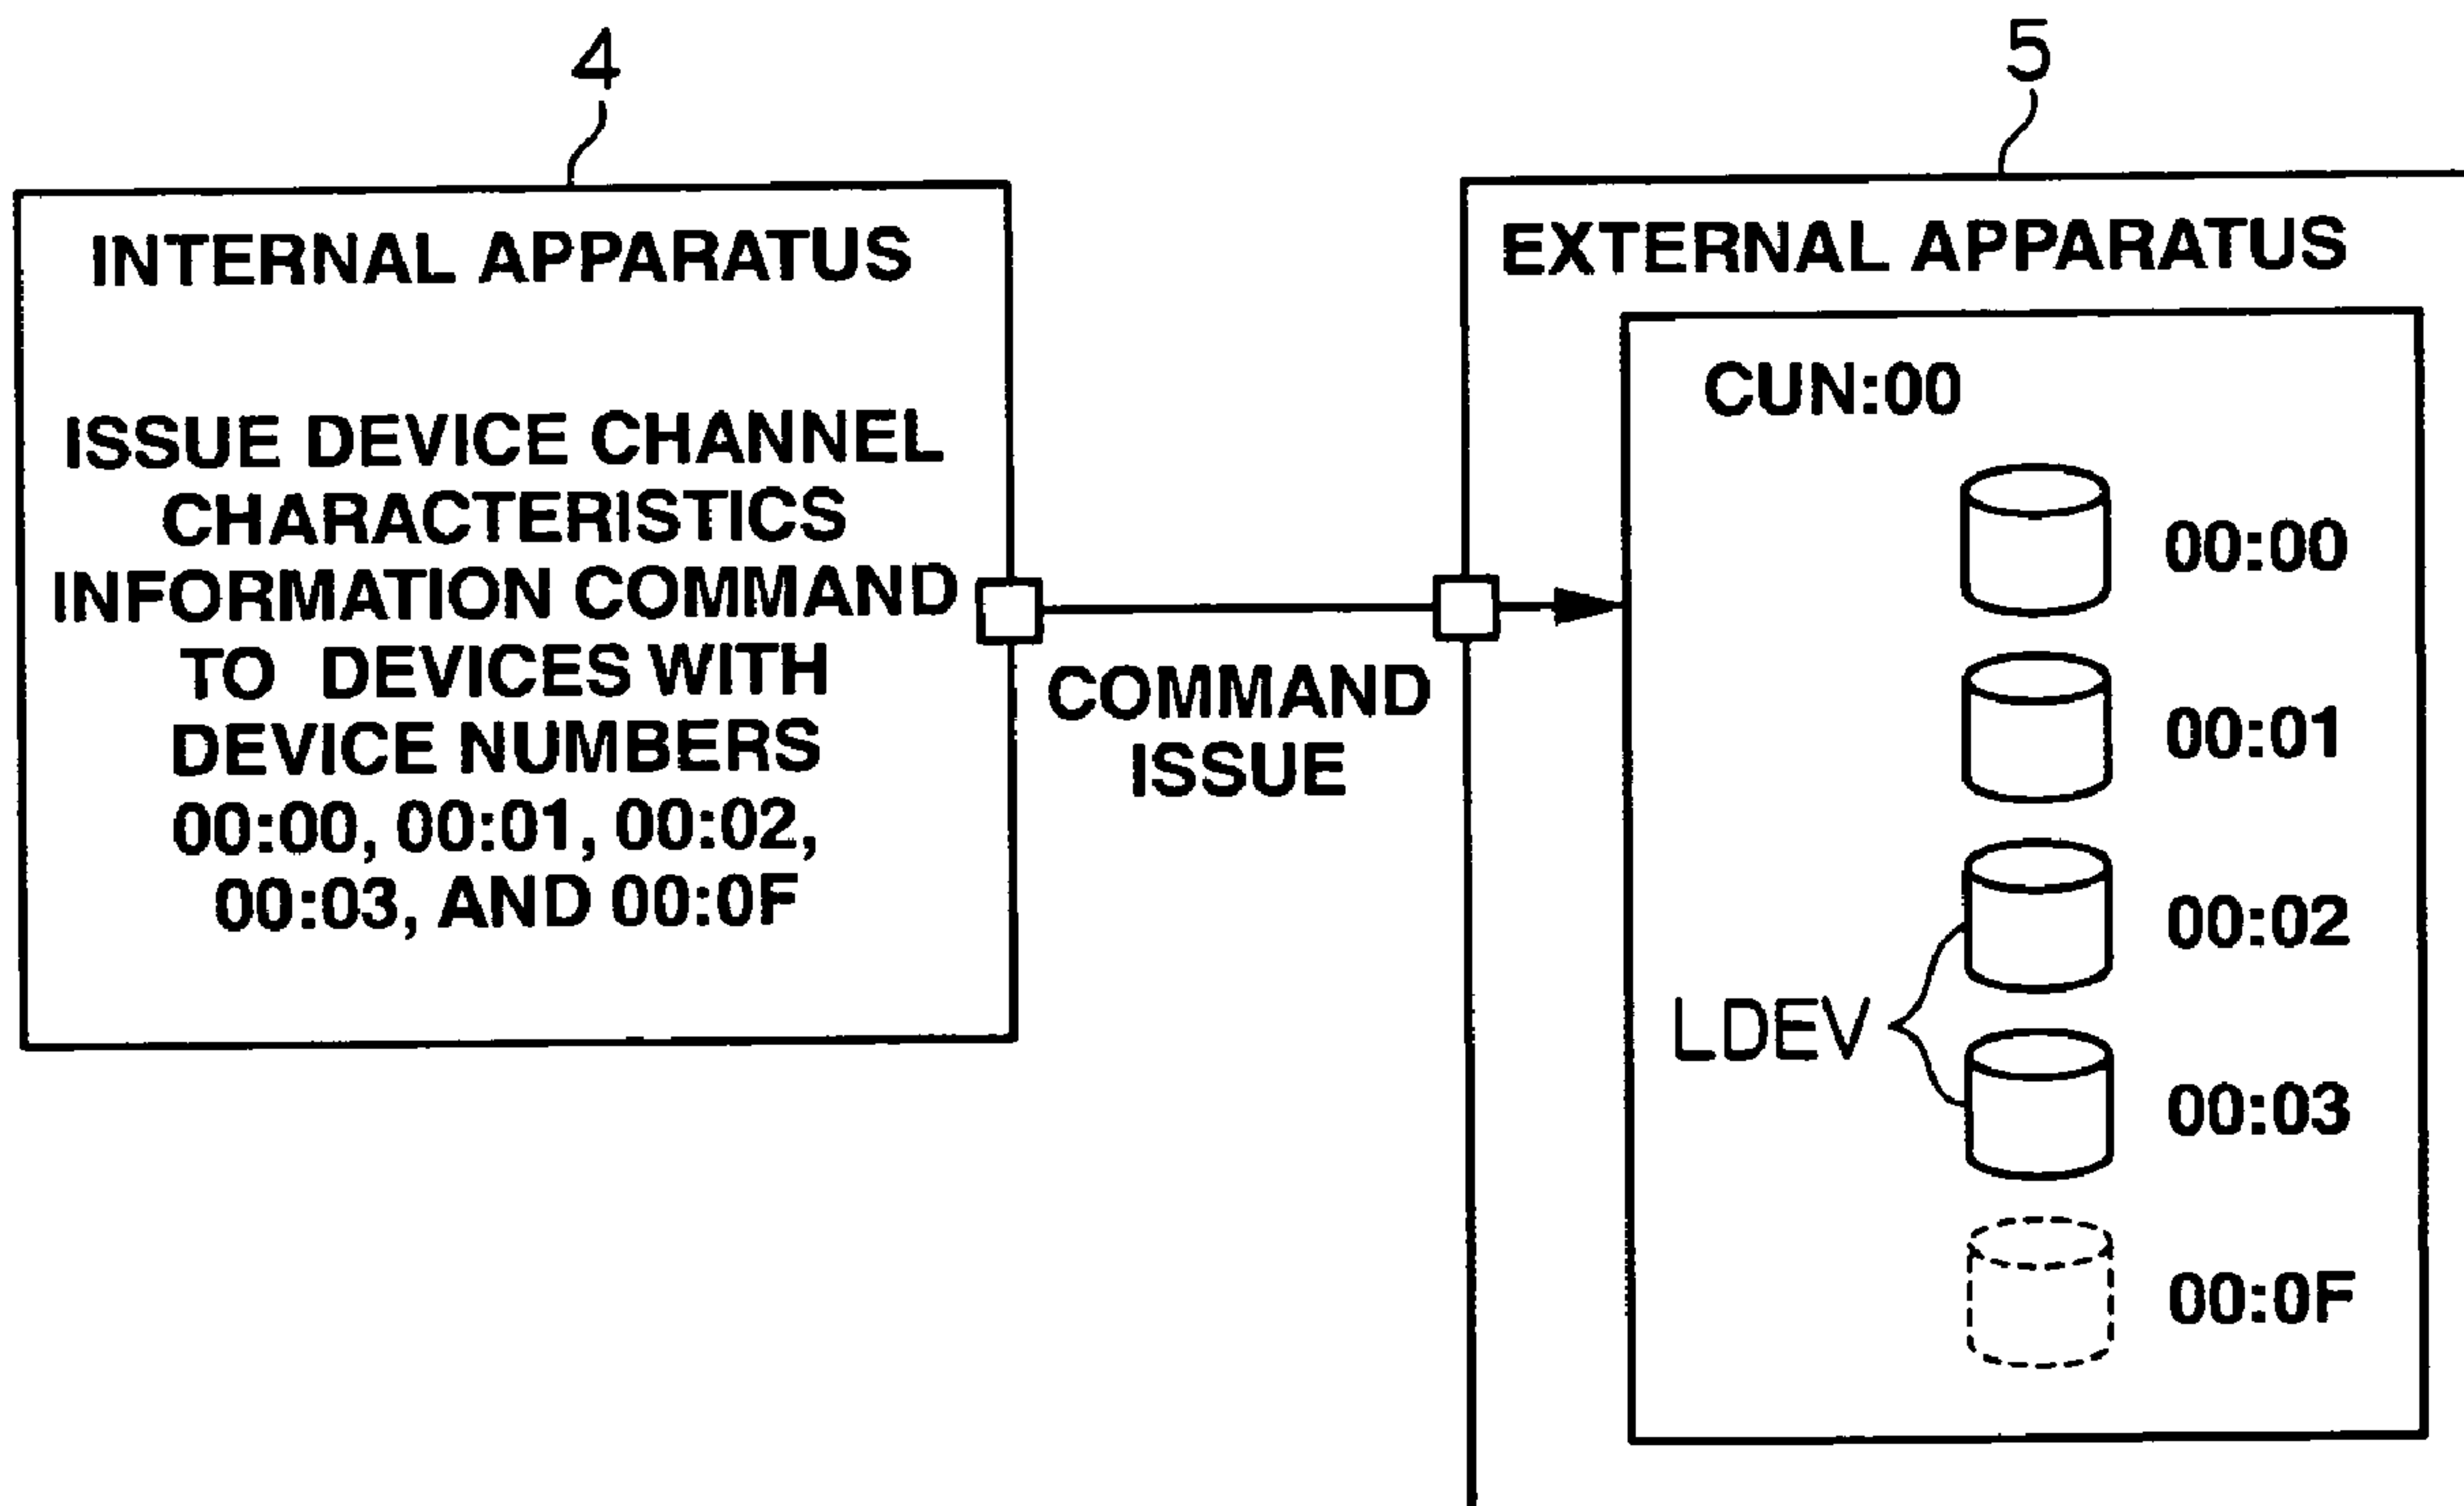 4
INTERNAL APPARATUS
ISSUE DEVICE CHANNEL
CHARACTERISTICS
INFORMATION COMMAND
TO DEVICES WITH
DEVICE NUMBERS
00:00, 00:01, 00:02,
00:03, AND 00:0F
COMMAND
ISSUE
5
EXTERNAL APPARATUS
CUN:00
00:00
00:01
00:02
LDEV
00:03
00:0F